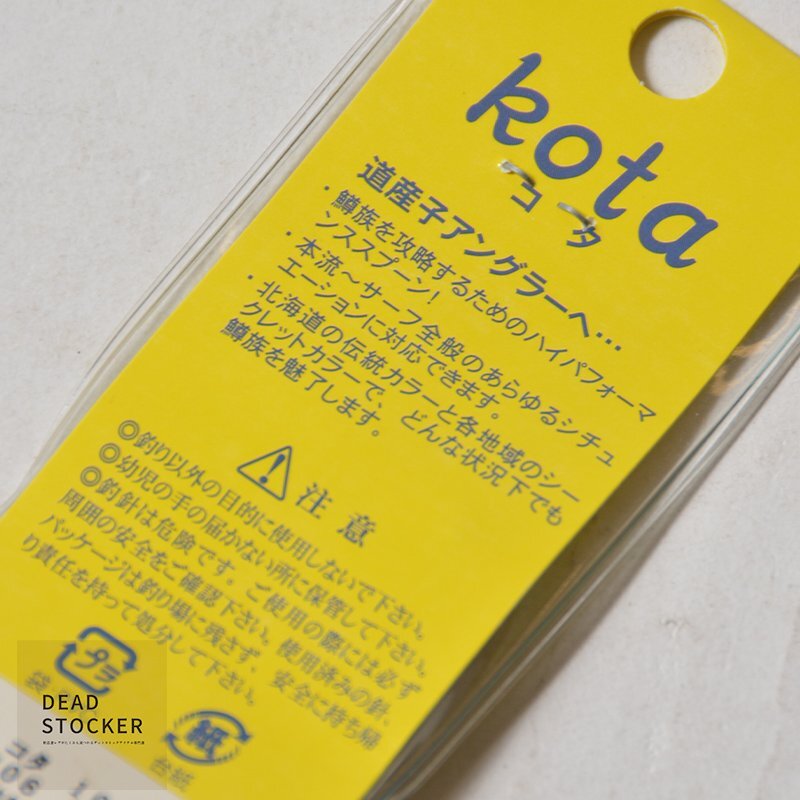 kota
コタ
道産子アングラーへ…
・鱒族を攻略するためのハイパフォーマ
ンススプーン！
・本流～サーフ全般のあらゆるシチュ
エーションに対応できます。
・北海道の伝統カラーと各地域のシー
クレットカラーで、どんな状況下でも
鱒族を魅了します。
注意
◎釣り以外の目的に使用しないで下さい。
◎幼児の手の届かない所に保管して下さい。
◎釣針は危険です。ご使用の際には必ず
周囲の安全をご確認下さい。使用済みの針、
パッケージは釣り場に残さず、安全に持ち帰
り責任を持って処分して下さい。
プラ
袋
紙
台紙
DEAD
STOCKER
コタ